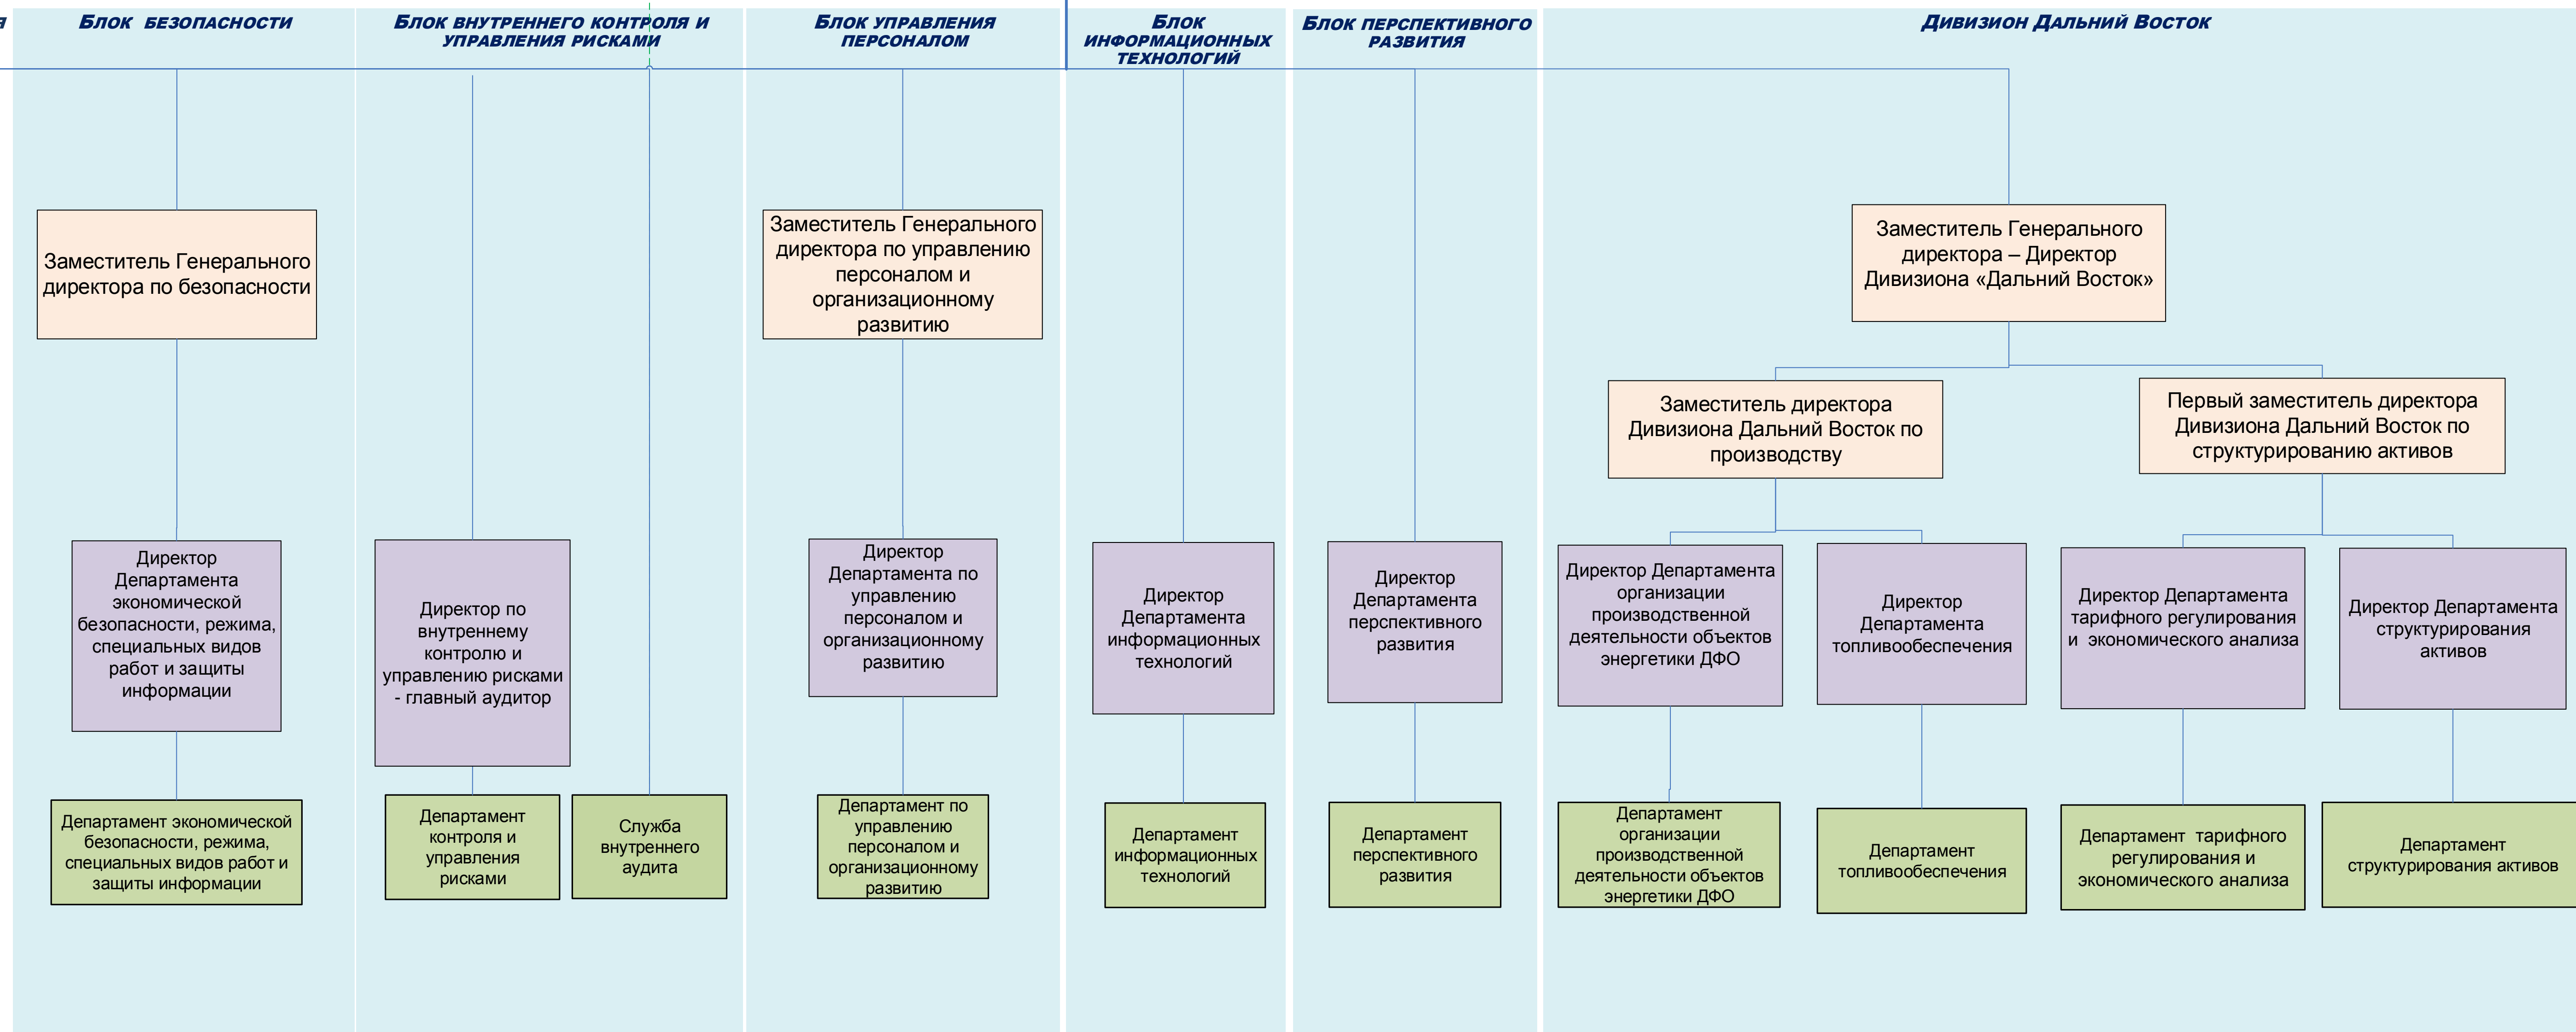 я
Блок безопасности
Блок внутреннего контроля и
управления рисками
Блок управления
персоналом
Блок
информационных
технологий
Блок перспективного
развития
Дивизион Дальний Восток
Заместитель Генерального
директора по безопасности
Заместитель Генерального
директора по управлению
персоналом и
организационному
развитию
Заместитель Генерального
директора – Директор
Дивизиона «Дальний Восток»
Заместитель директора
Дивизиона Дальний Восток по
производству
Первый заместитель директора
Дивизиона Дальний Восток по
структурированию активов
Директор
Департамента
экономической
безопасности, режима,
специальных видов
работ и защиты
информации
Директор по
внутреннему
контролю и
управлению рисками
- главный аудитор
Директор
Департамента по
управлению
персоналом и
организационному
развитию
Директор
Департамента
информационных
технологий
Директор
Департамента
перспективного
развития
Директор Департамента
организации
производственной
деятельности объектов
энергетики ДФО
Директор
Департамента
топливообеспечения
Директор Департамента
тарифного регулирования
и экономического анализа
Директор Департамента
структурирования
активов
Департамент экономической
безопасности, режима,
специальных видов работ и
защиты информации
Департамент
контроля и
управления
рисками
Служба
внутреннего
аудита
Департамент по
управлению
персоналом и
организационному
развитию
Департамент
информационных
технологий
Департамент
перспективного
развития
Департамент
организации
производственной
деятельности объектов
энергетики ДФО
Департамент
топливообеспечения
Департамент тарифного
регулирования и
экономического анализа
Департамент
структурирования активов